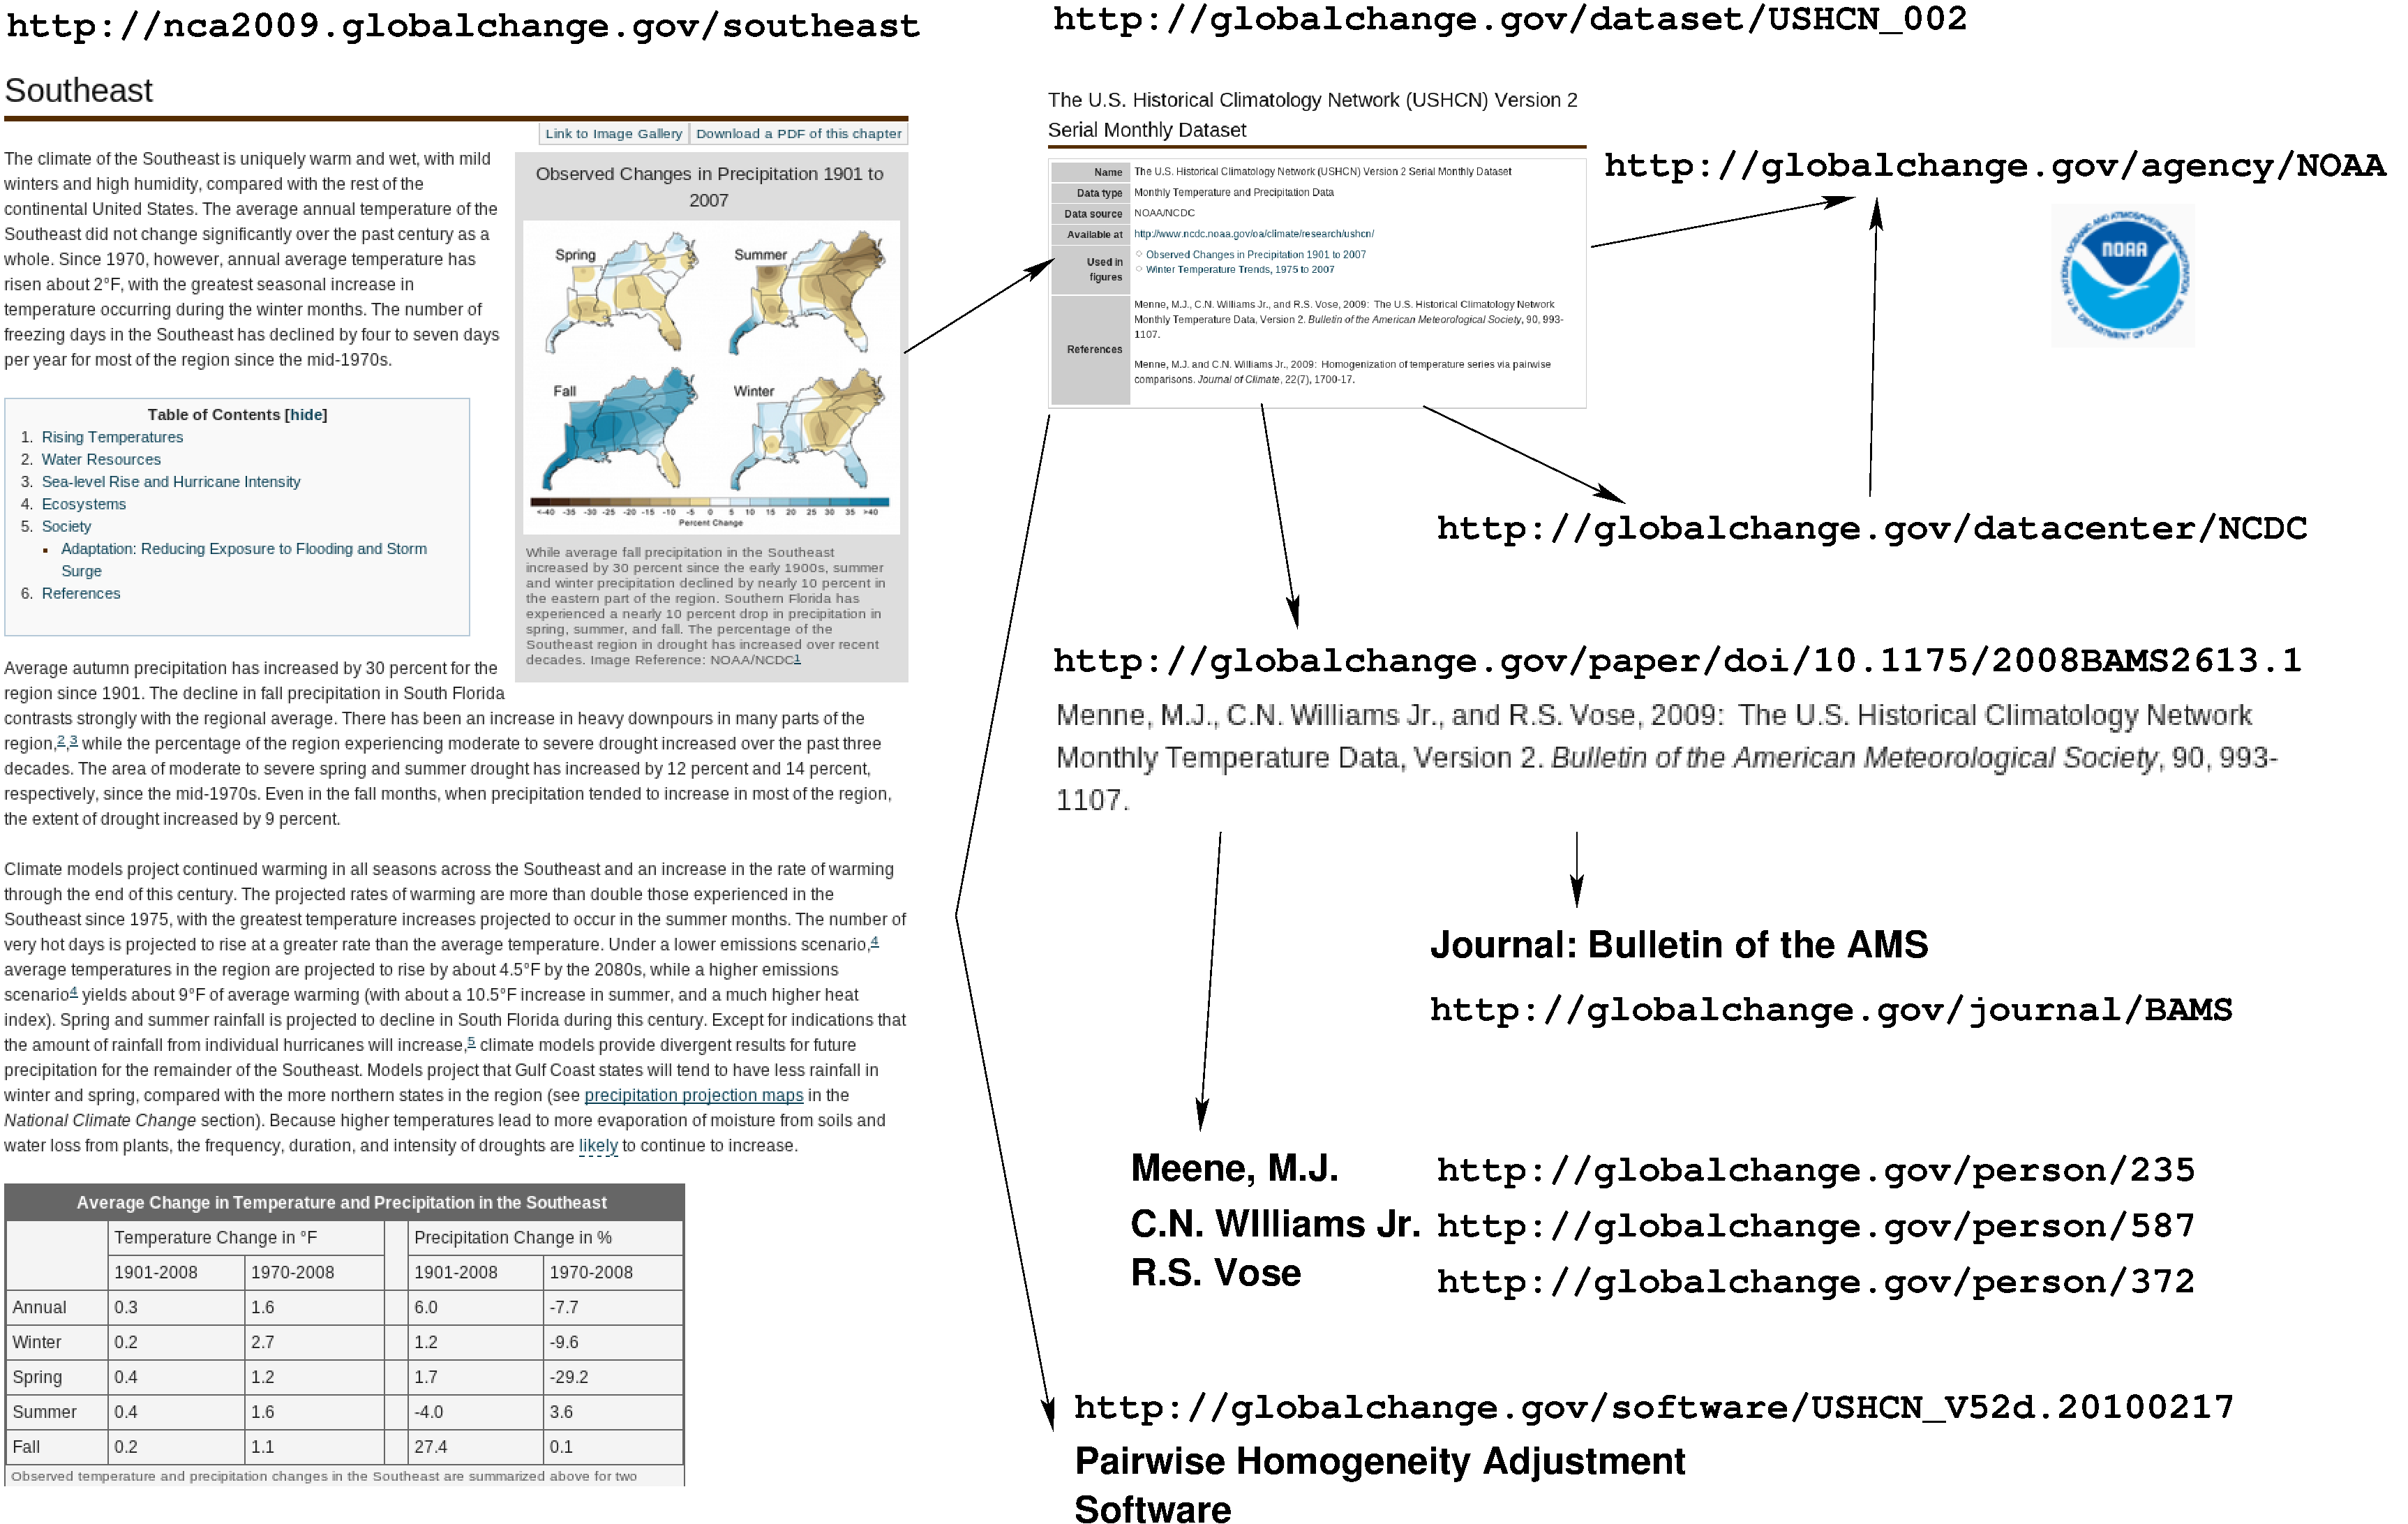 http://nca2009.globalchange.gov/southeast
Southeast
Link to Image Gallery
Download a PDF of this chapter
The climate of the Southeast is uniquely warm and wet, with mild
winters and high humidity, compared with the rest of the
continental United States. The average annual temperature of the
Southeast did not change significantly over the past century as a
whole. Since 1970, however, annual average temperature has
risen about 2°F, with the greatest seasonal increase in
temperature occurring during the winter months. The number of
freezing days in the Southeast has declined by four to seven days
per year for most of the region since the mid-1970s.
Observed Changes in Precipitation 1901 to
2007
Spring
Summer
Fall
Winter
<-40 -35 -30 -25 -20 -15 -10 -5 0 5 10 15 20 25 30 35 >40
Percent Change
While average fall precipitation in the Southeast
increased by 30 percent since the early 1900s, summer
and winter precipitation declined by nearly 10 percent in
the eastern part of the region. Southern Florida has
experienced a nearly 10 percent drop in precipitation in
spring, summer, and fall. The percentage of the
Southeast region in drought has increased over recent
decades. Image Reference: NOAA/NCDC1
Table of Contents [hide]
1. Rising Temperatures
2. Water Resources
3. Sea-level Rise and Hurricane Intensity
4. Ecosystems
5. Society
Adaptation: Reducing Exposure to Flooding and Storm
Surge
6. References
Average autumn precipitation has increased by 30 percent for the
region since 1901. The decline in fall precipitation in South Florida
contrasts strongly with the regional average. There has been an increase in heavy downpours in many parts of the
region,2,3 while the percentage of the region experiencing moderate to severe drought increased over the past three
decades. The area of moderate to severe spring and summer drought has increased by 12 percent and 14 percent,
respectively, since the mid-1970s. Even in the fall months, when precipitation tended to increase in most of the region,
the extent of drought increased by 9 percent.
Climate models project continued warming in all seasons across the Southeast and an increase in the rate of warming
through the end of this century. The projected rates of warming are more than double those experienced in the
Southeast since 1975, with the greatest temperature increases projected to occur in the summer months. The number of
very hot days is projected to rise at a greater rate than the average temperature. Under a lower emissions scenario,4
average temperatures in the region are projected to rise by about 4.5°F by the 2080s, while a higher emissions
scenario4 yields about 9°F of average warming (with about a 10.5°F increase in summer, and a much higher heat
index). Spring and summer rainfall is projected to decline in South Florida during this century. Except for indications that
the amount of rainfall from individual hurricanes will increase,5 climate models provide divergent results for future
precipitation for the remainder of the Southeast. Models project that Gulf Coast states will tend to have less rainfall in
winter and spring, compared with the more northern states in the region (see precipitation projection maps in the
National Climate Change section). Because higher temperatures lead to more evaporation of moisture from soils and
water loss from plants, the frequency, duration, and intensity of droughts are likely to continue to increase.
Average Change in Temperature and Precipitation in the Southeast
Temperature Change in °F Precipitation Change in %
1901-2008 1970-2008 1901-2008 1970-2008
Annual 0.3 1.6 6.0 -7.7
Winter 0.2 2.7 1.2 -9.6
Spring 0.4 1.2 1.7 -29.2
Summer 0.4 1.6 -4.0 3.6
Fall 0.2 1.1 27.4 0.1
Observed temperature and precipitation changes in the Southeast are summarized above for two
http://globalchange.gov/dataset/USHCN_002
The U.S. Historical Climatology Network (USHCN) Version 2
Serial Monthly Dataset
Name The U.S. Historical Climatology Network (USHCN) Version 2 Serial Monthly Dataset
Data type Monthly Temperature and Precipitation Data
Data source NOAA/NCDC
Available at http://www.ncdc.noaa.gov/oa/climate/research/ushcn/
Used in
figures
Observed Changes in Precipitation 1901 to 2007
Winter Temperature Trends, 1975 to 2007
References
Menne, M.J., C.N. Williams Jr., and R.S. Vose, 2009: The U.S. Historical Climatology Network
Monthly Temperature Data, Version 2. Bulletin of the American Meteorological Society, 90, 993-
1107.
Menne, M.J. and C.N. Williams Jr., 2009: Homogenization of temperature series via pairwise
comparisons. Journal of Climate, 22(7), 1700-17.
http://globalchange.gov/agency/NOAA
NATIONAL OCEANIC AND ATMOSPHERIC ADMINISTRATION
NOAA
U.S. DEPARTMENT OF COMMERCE
http://globalchange.gov/datacenter/NCDC
http://globalchange.gov/paper/doi/10.1175/2008BAMS2613.1
Menne, M.J., C.N. Williams Jr., and R.S. Vose, 2009: The U.S. Historical Climatology Network
Monthly Temperature Data, Version 2. Bulletin of the American Meteorological Society, 90, 993-
1107.
Journal: Bulletin of the AMS
http://globalchange.gov/journal/BAMS
Meene, M.J. http://globalchange.gov/person/235
C.N. WIlliams Jr. http://globalchange.gov/person/587
R.S. Vose http://globalchange.gov/person/372
http://globalchange.gov/software/USHCN_V52d.20100217
Pairwise Homogeneity Adjustment
Software